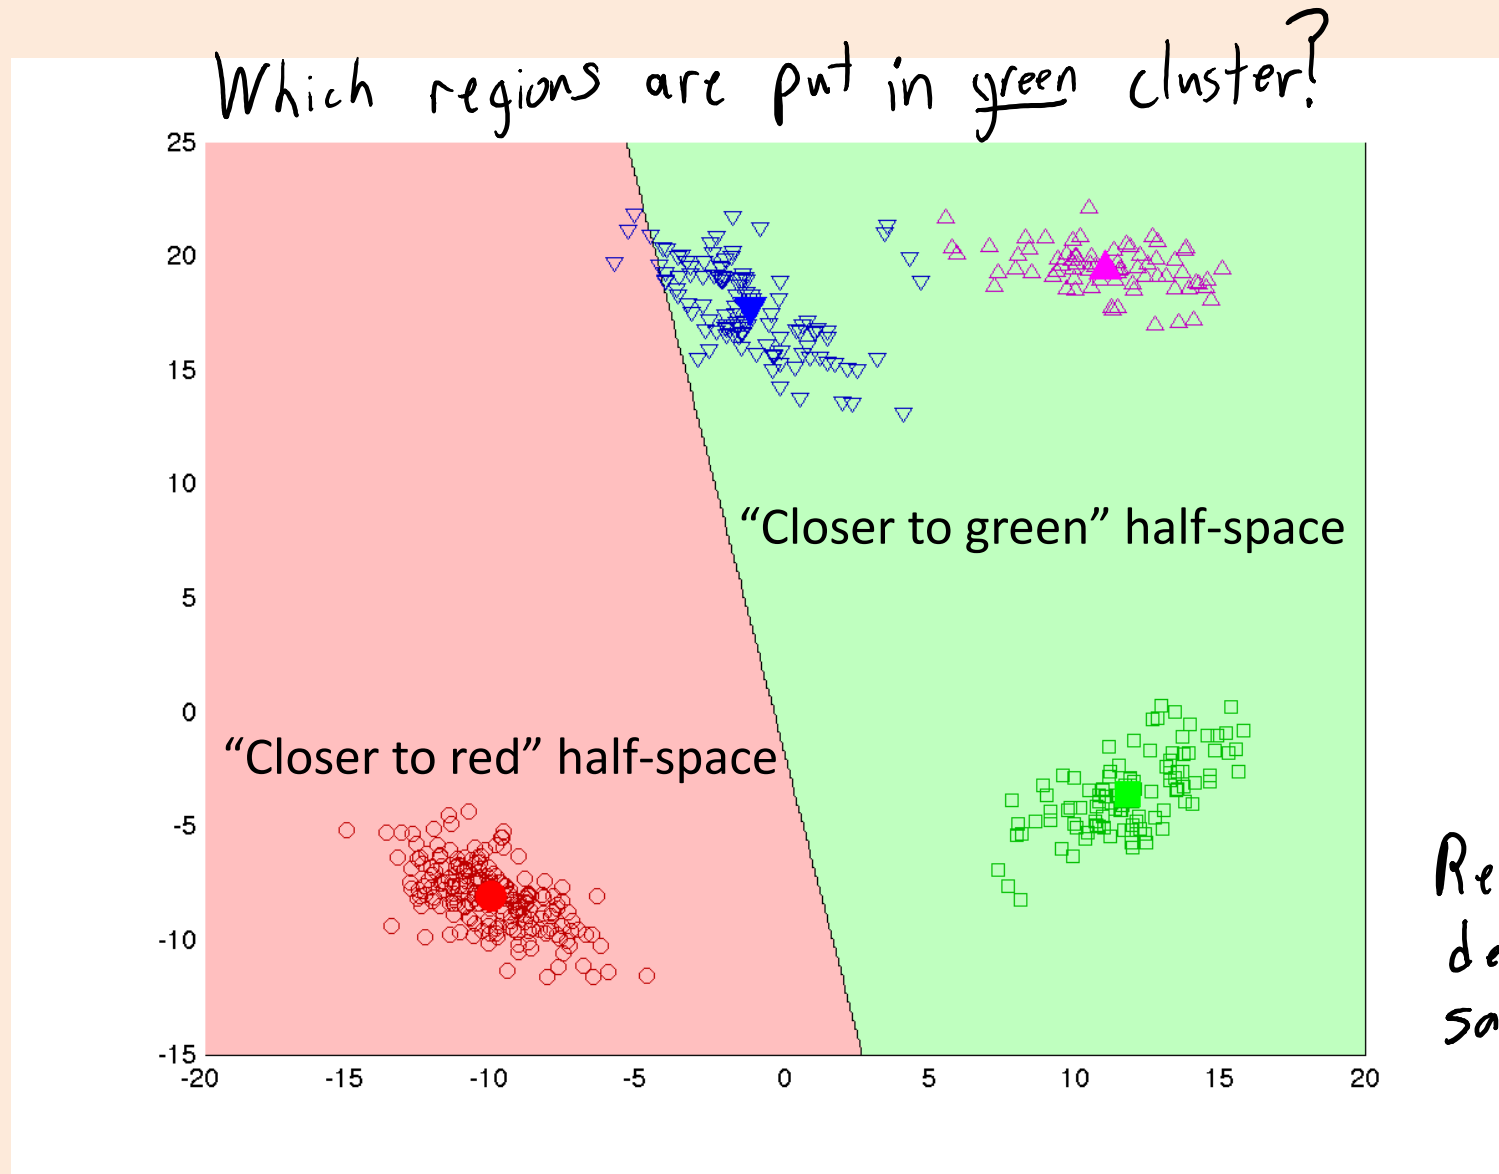 Which regions are put in green cluster?
25
20
15
10
5
0
-5
-10
-15
-20 -15 -10 -5 0 5 10 15 20
“Closer to green” half-space
“Closer to red” half-space